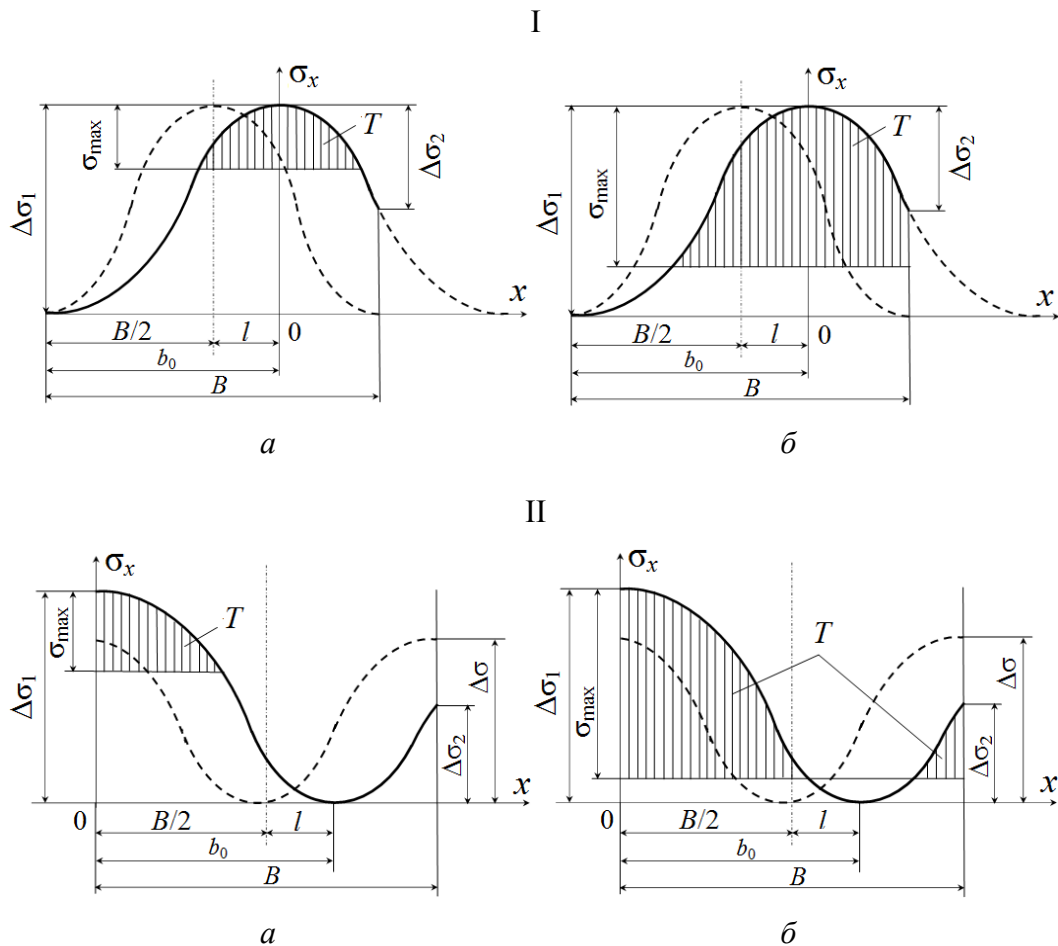 I
σx σx
Δσ1 σmax T Δσ2 Δσ1 σmax T Δσ2
x x
B/2 l 0 B/2 l 0
b0 b0
B B
а б
II
σx σx
Δσ1 σmax T Δσ2 Δσ Δσ1 σmax T Δσ2 Δσ
x x
0 B/2 l 0 B/2 l
b0 b0
B B
а б